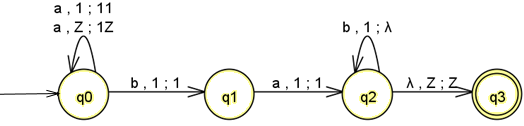 a , 1 ; 11
a , Z ; 1Z
b , 1 ; λ
b , 1 ; 1
a , 1 ; 1
λ , Z ; Z
q0
q1
q2
q3